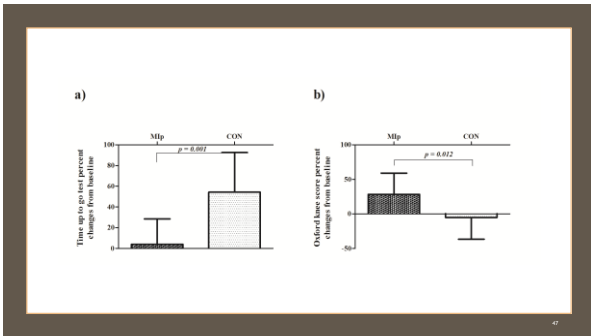 a)
MIp CON
p = 0.001
100
80
60
40
20
0
Time up to go test percent
changes from baseline
b)
MIp CON
p = 0.012
100
50
0
-50
Oxford knee score percent
changes from baseline
47